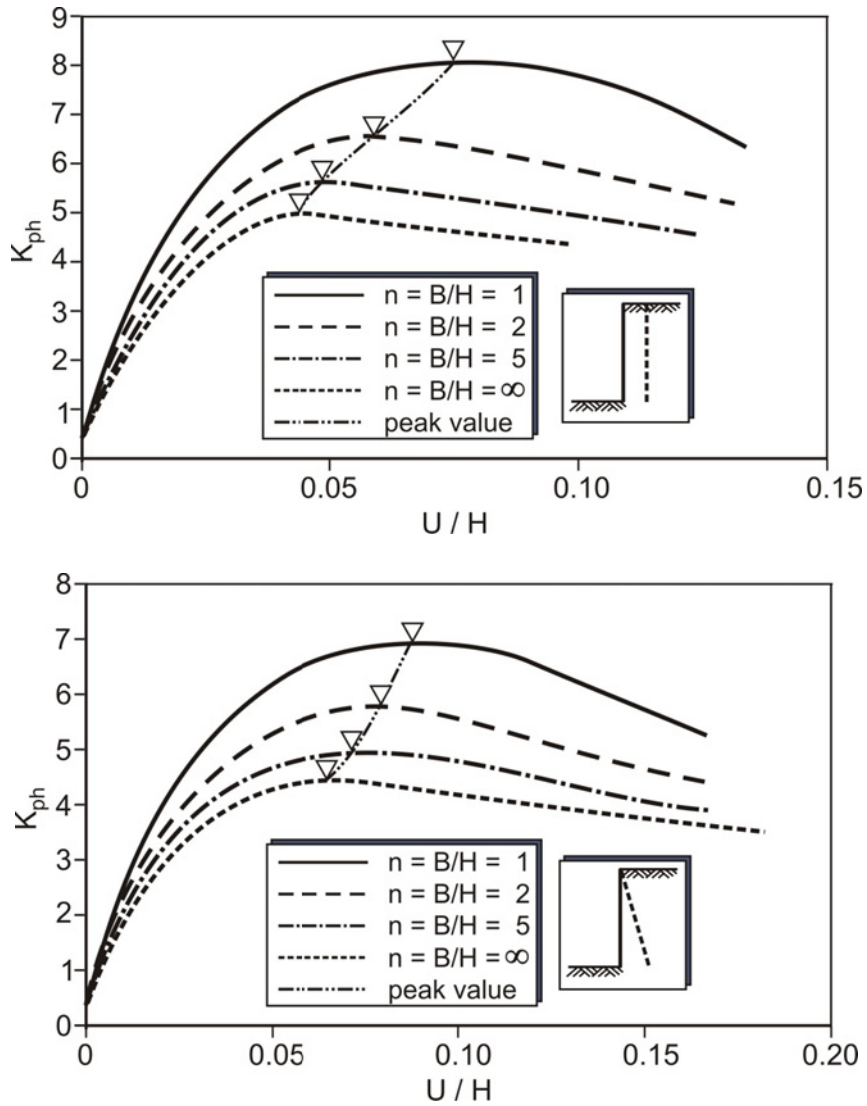 9
8
7
6
5
4
3
2
1
0
K_ph
n = B/H = 1
n = B/H = 2
n = B/H = 5
n = B/H = ∞
peak value
0 0.05 0.10 0.15
U / H
8
7
6
5
4
3
2
1
0
K_ph
n = B/H = 1
n = B/H = 2
n = B/H = 5
n = B/H = ∞
peak value
0 0.05 0.10 0.15 0.20
U / H